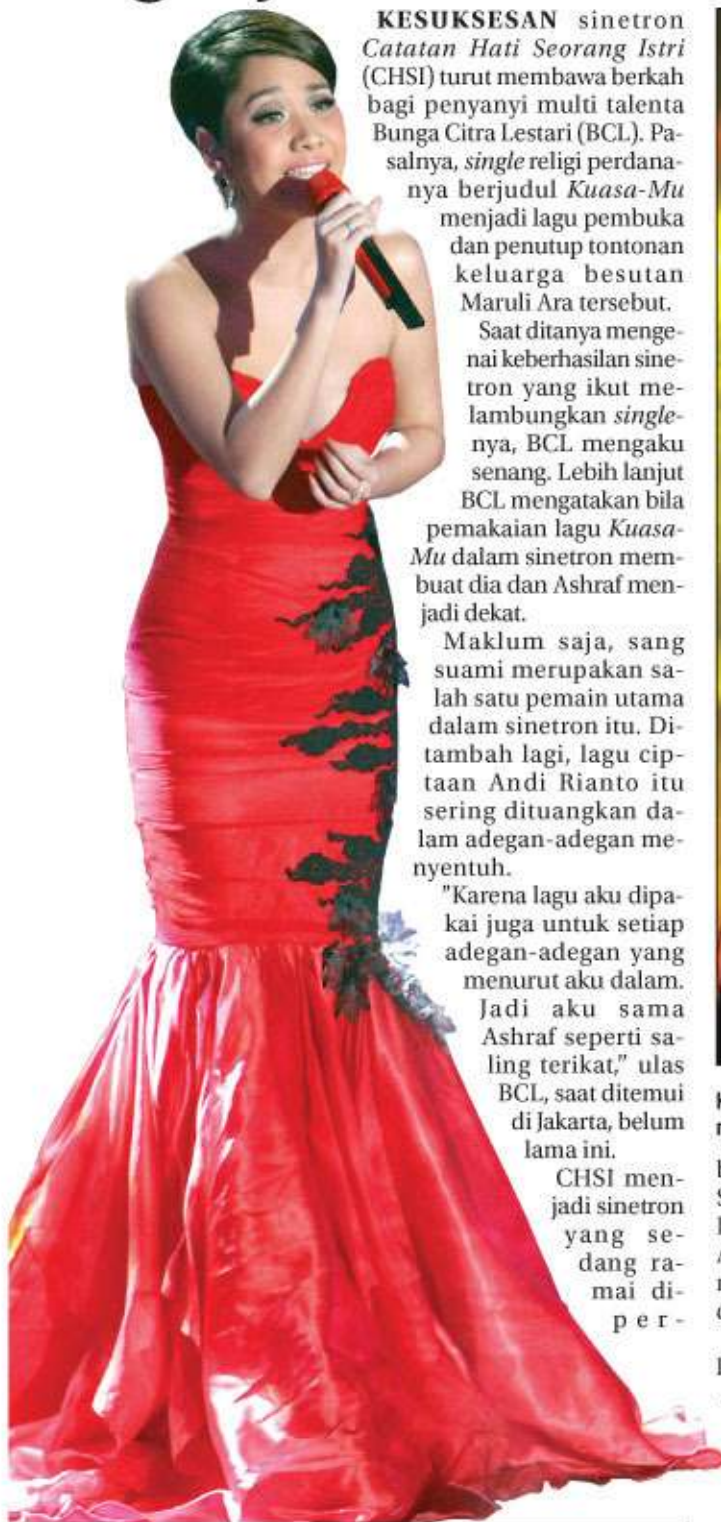 KESUKSESAN sinetron
Catatan Hati Seorang Istri
(CHSI) turut membawa berkah
bagi penyanyi multi talenta
Bunga Citra Lestari (BCL). Pa-
salnya, single religi perdana-
nya berjudul Kuasa-Mu
menjadi lagu pembuka
dan penutup tontonan
keluarga besutan
Maruli Ara tersebut.
Saat ditanya menge-
nai keberhasilan sine-
tron yang ikut me-
lambungkan single-
nya, BCL mengaku
senang. Lebih lanjut
BCL mengatakan bila
pemakaian lagu Kuasa-
Mu dalam sinetron mem-
buat dia dan Ashraf men-
jadi dekat.
Maklum saja, sang
suami merupakan sa-
lah satu pemain utama
dalam sinetron itu. Di-
tambah lagi, lagu cip-
taan Andi Rianto itu
sering dituangkan da-
lam adegan-adegan me-
nyentuh.
"Karena lagu aku dipa-
kai juga untuk setiap
adegan-adegan yang
menurut aku dalam.
Jadi aku sama
Ashraf seperti sa-
ling terikat," ulas
BCL, saat ditemui
di Jakarta, belum
lama ini.
CHSI men-
jadi sinetron
yang se-
dang ra-
mai di-
per-